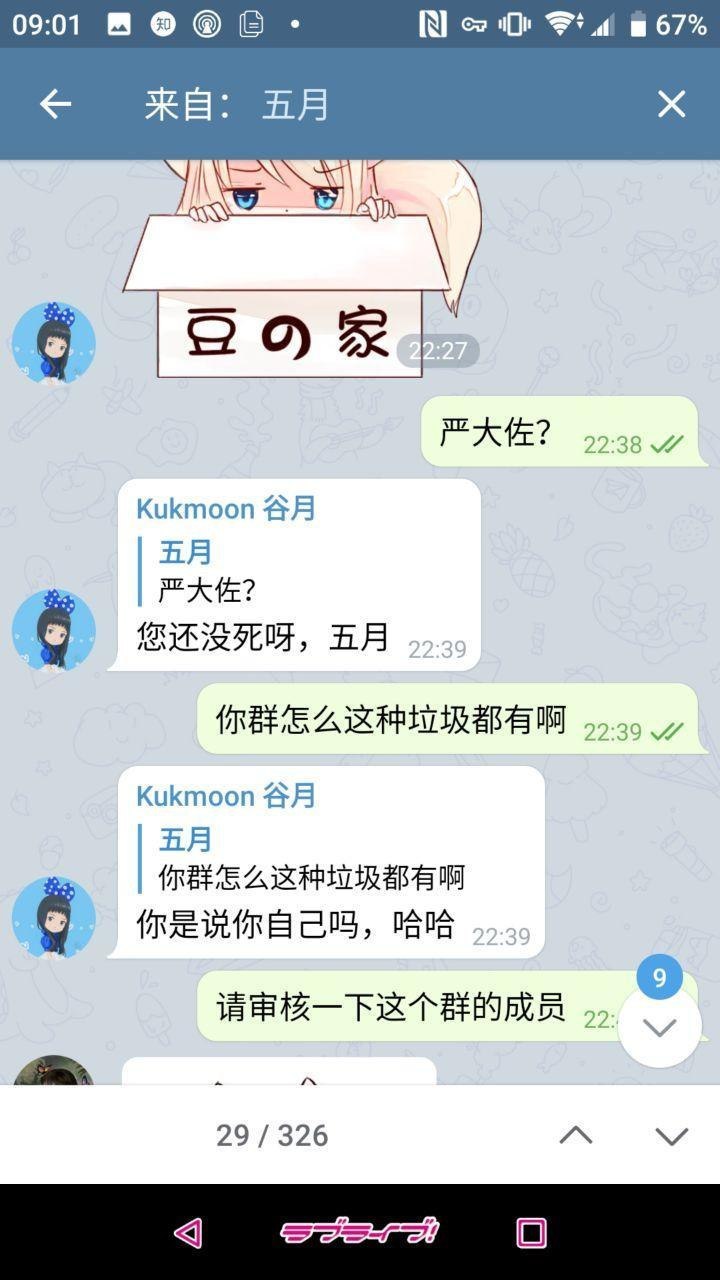 09:01
知
67%
来自： 五月
豆の家
22:27
严大佐？ 22:38
Kukmoon 谷月
五月
严大佐？
您还没死呀，五月 22:39
你群怎么这种垃圾都有啊 22:39
Kukmoon 谷月
五月
你群怎么这种垃圾都有啊
你是说你自己吗，哈哈 22:39
9
请审核一下这个群的成员 22:
29 / 326
ラブライブ!